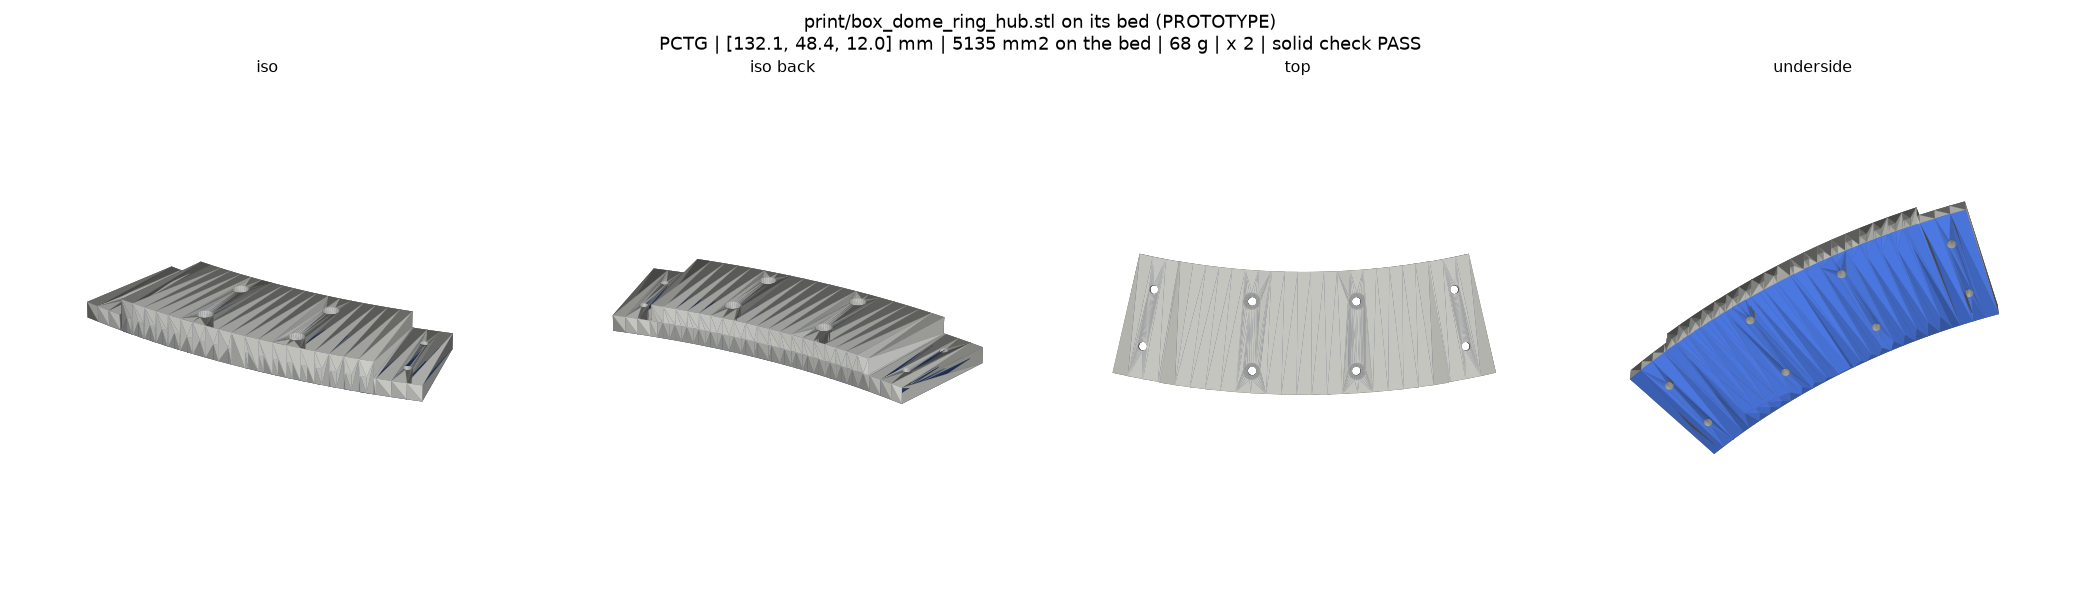 print/box_dome_ring_hub.stl on its bed (PROTOTYPE)
PCTG | [132.1, 48.4, 12.0] mm | 5135 mm2 on the bed | 68 g | x 2 | solid check PASS
iso
iso back
top
underside